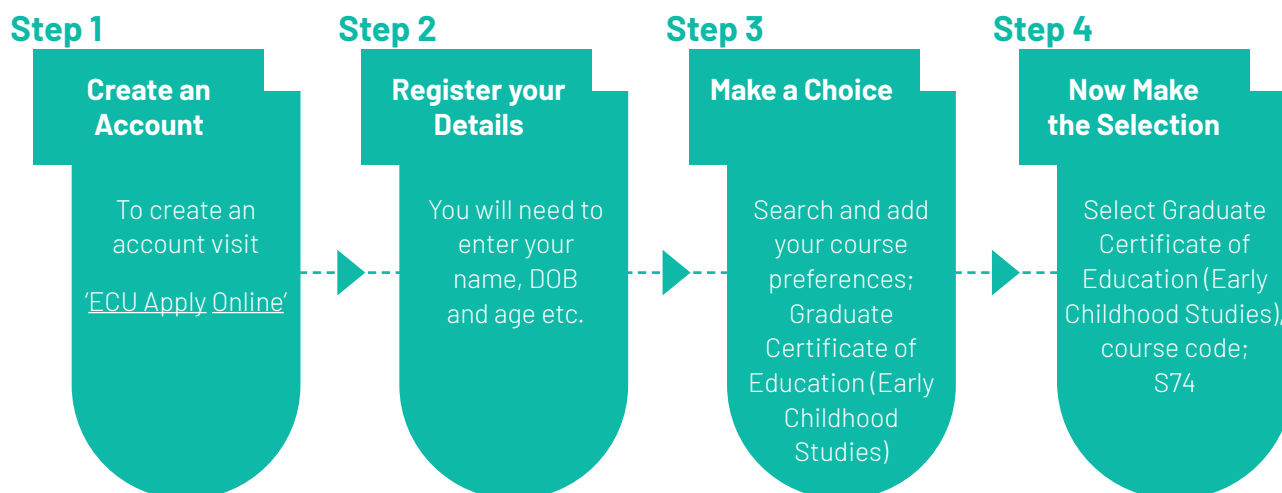 Step 1
Create an
Account
To create an
account visit
‘ECU Apply Online’
Step 2
Register your
Details
You will need to
enter your
name, DOB
and age etc.
Step 3
Make a Choice
Search and add
your course
preferences;
Graduate
Certificate of
Education (Early
Childhood
Studies)
Step 4
Now Make
the Selection
Select Graduate
Certificate of
Education (Early
Childhood Studies),
course code;
S74